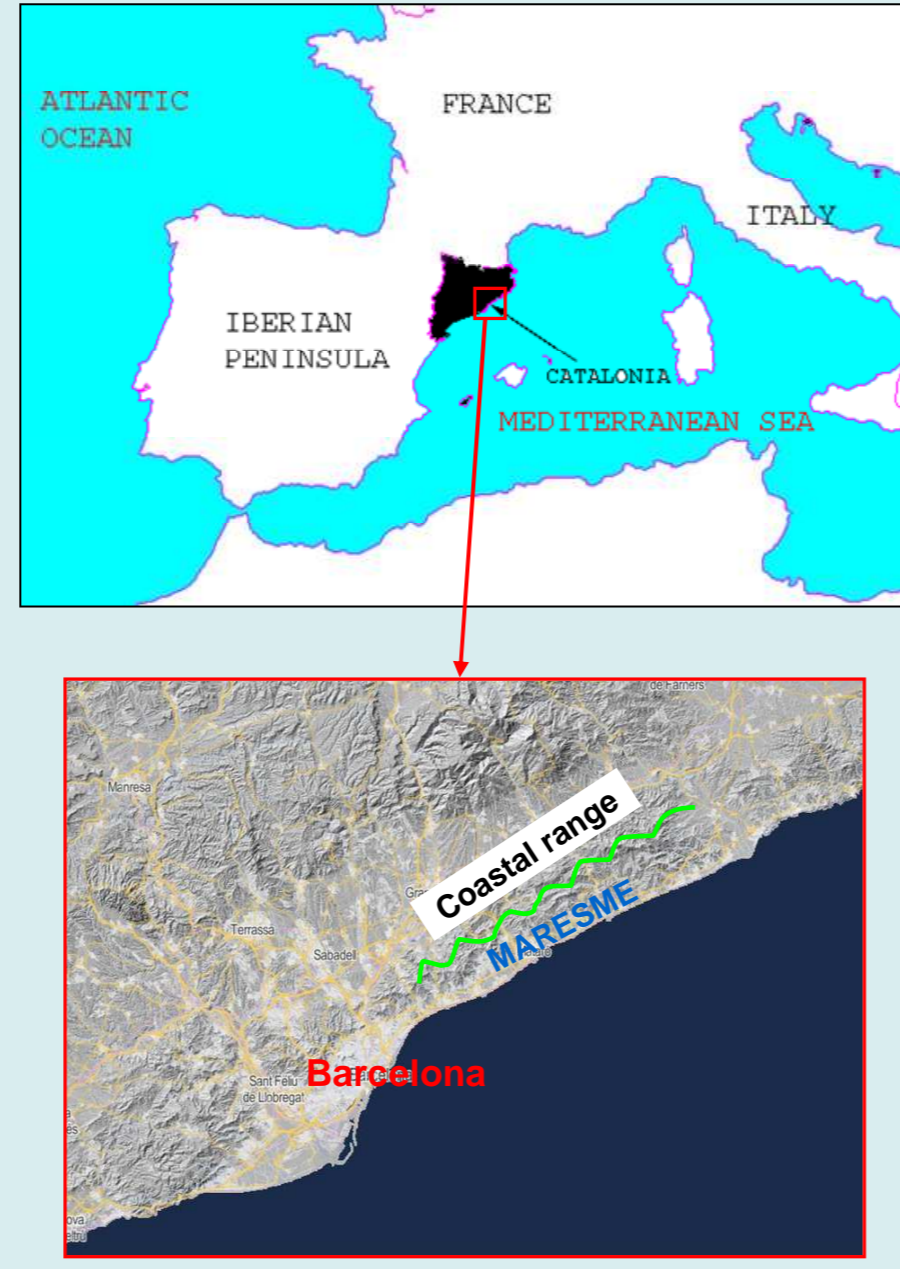 ATLANTIC
OCEAN
FRANCE
ITALY
IBERIAN
PENINSULA
CATALONIA
MEDITERRANEAN SEA
de Farners
Manresa
Coastal range
MARESME
Terrassa
Sabadell
Barcelona
Sant Feliu
de Llobregat